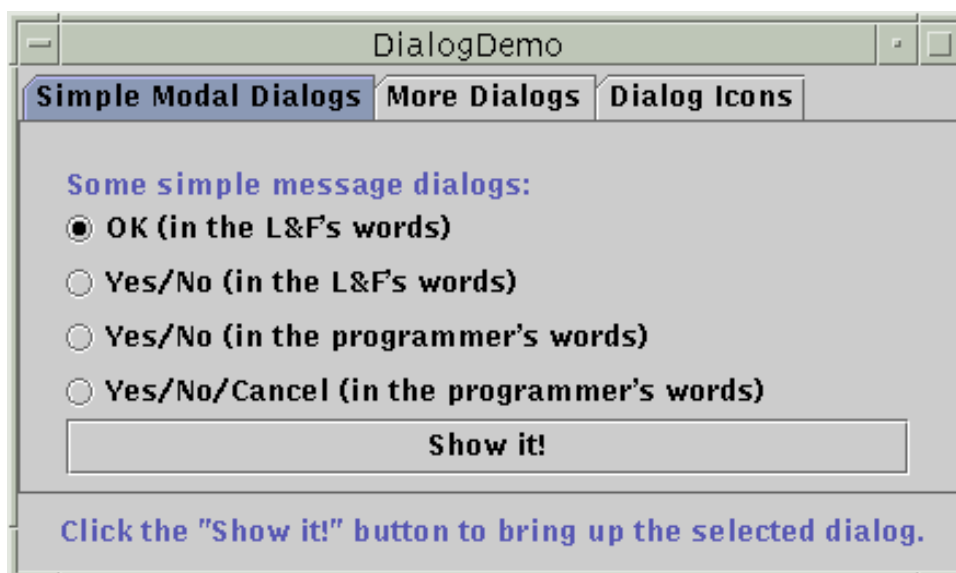 DialogDemo
Simple Modal Dialogs More Dialogs Dialog Icons
Some simple message dialogs:
OK (in the L&F's words)
Yes/No (in the L&F's words)
Yes/No (in the programmer's words)
Yes/No/Cancel (in the programmer's words)
Show it!
Click the "Show it!" button to bring up the selected dialog.